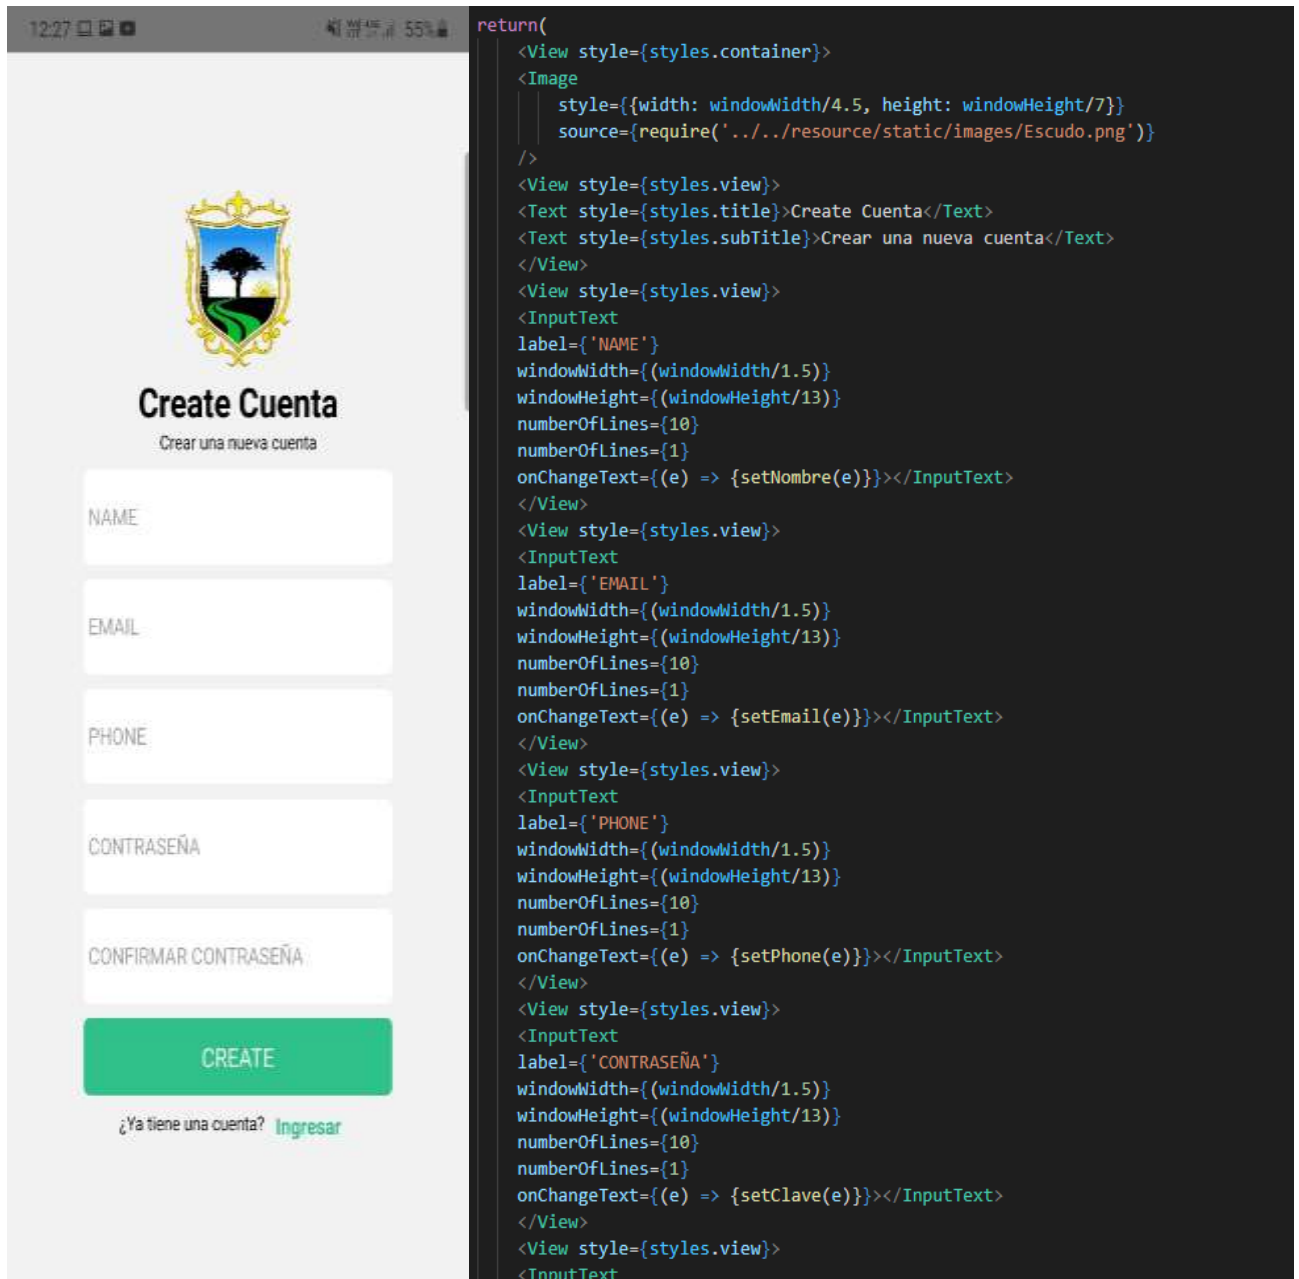 12:27
55%
Create Cuenta
Crear una nueva cuenta
NAME
EMAIL
PHONE
CONTRASEÑA
CONFIRMAR CONTRASEÑA
CREATE
¿Ya tiene una cuenta? Ingresar
return(
<View style={styles.container}>
<Image
style={{width: windowWidth/4.5, height: windowHeight/7}}
source={require('../../resource/static/images/Escudo.png')}
/>
<View style={styles.view}>
<Text style={styles.title}>Create Cuenta</Text>
<Text style={styles.subTitle}>Crear una nueva cuenta</Text>
</View>
<View style={styles.view}>
<InputText
label={'NAME'}
windowWidth={(windowWidth/1.5)}
windowHeight={(windowHeight/13)}
numberOfLines={10}
numberOfLines={1}
onChangeText={(e) => {setNombre(e)}}></InputText>
</View>
<View style={styles.view}>
<InputText
label={'EMAIL'}
windowWidth={(windowWidth/1.5)}
windowHeight={(windowHeight/13)}
numberOfLines={10}
numberOfLines={1}
onChangeText={(e) => {setEmail(e)}}></InputText>
</View>
<View style={styles.view}>
<InputText
label={'PHONE'}
windowWidth={(windowWidth/1.5)}
windowHeight={(windowHeight/13)}
numberOfLines={10}
numberOfLines={1}
onChangeText={(e) => {setPhone(e)}}></InputText>
</View>
<View style={styles.view}>
<InputText
label={'CONTRASEÑA'}
windowWidth={(windowWidth/1.5)}
windowHeight={(windowHeight/13)}
numberOfLines={10}
numberOfLines={1}
onChangeText={(e) => {setClave(e)}}></InputText>
</View>
<View style={styles.view}>
<InputText